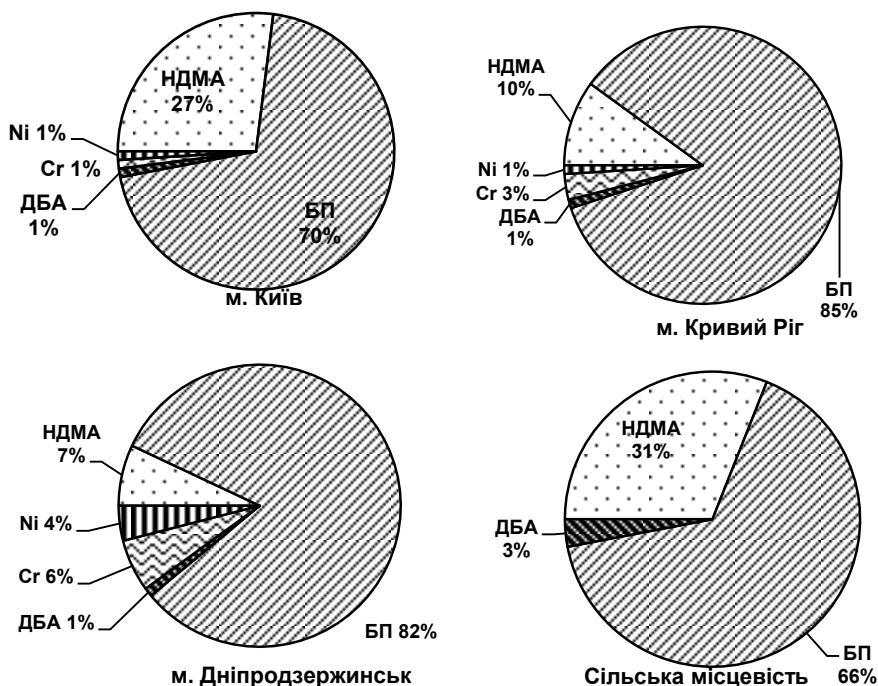 НДМА
27%
Ni 1%
Cr 1%
ДБА
1%
БП
70%
м. Київ
НДМА
10%
Ni 1%
Cr 3%
ДБА
1%
БП
85%
м. Кривий Ріг
НДМА
7%
Ni 4%
Cr 6%
ДБА 1%
БП 82%
м. Дніпродзержинськ
НДМА
31%
ДБА
3%
БП
66%
Сільська місцевість